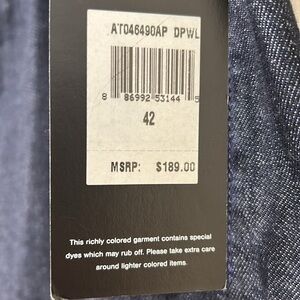 AT046490AP DPWL
8 86992 53144 5
42
MSRP: $189.00
This richly colored garment contains special
dyes which may rub off. Please take extra care
around lighter colored items.